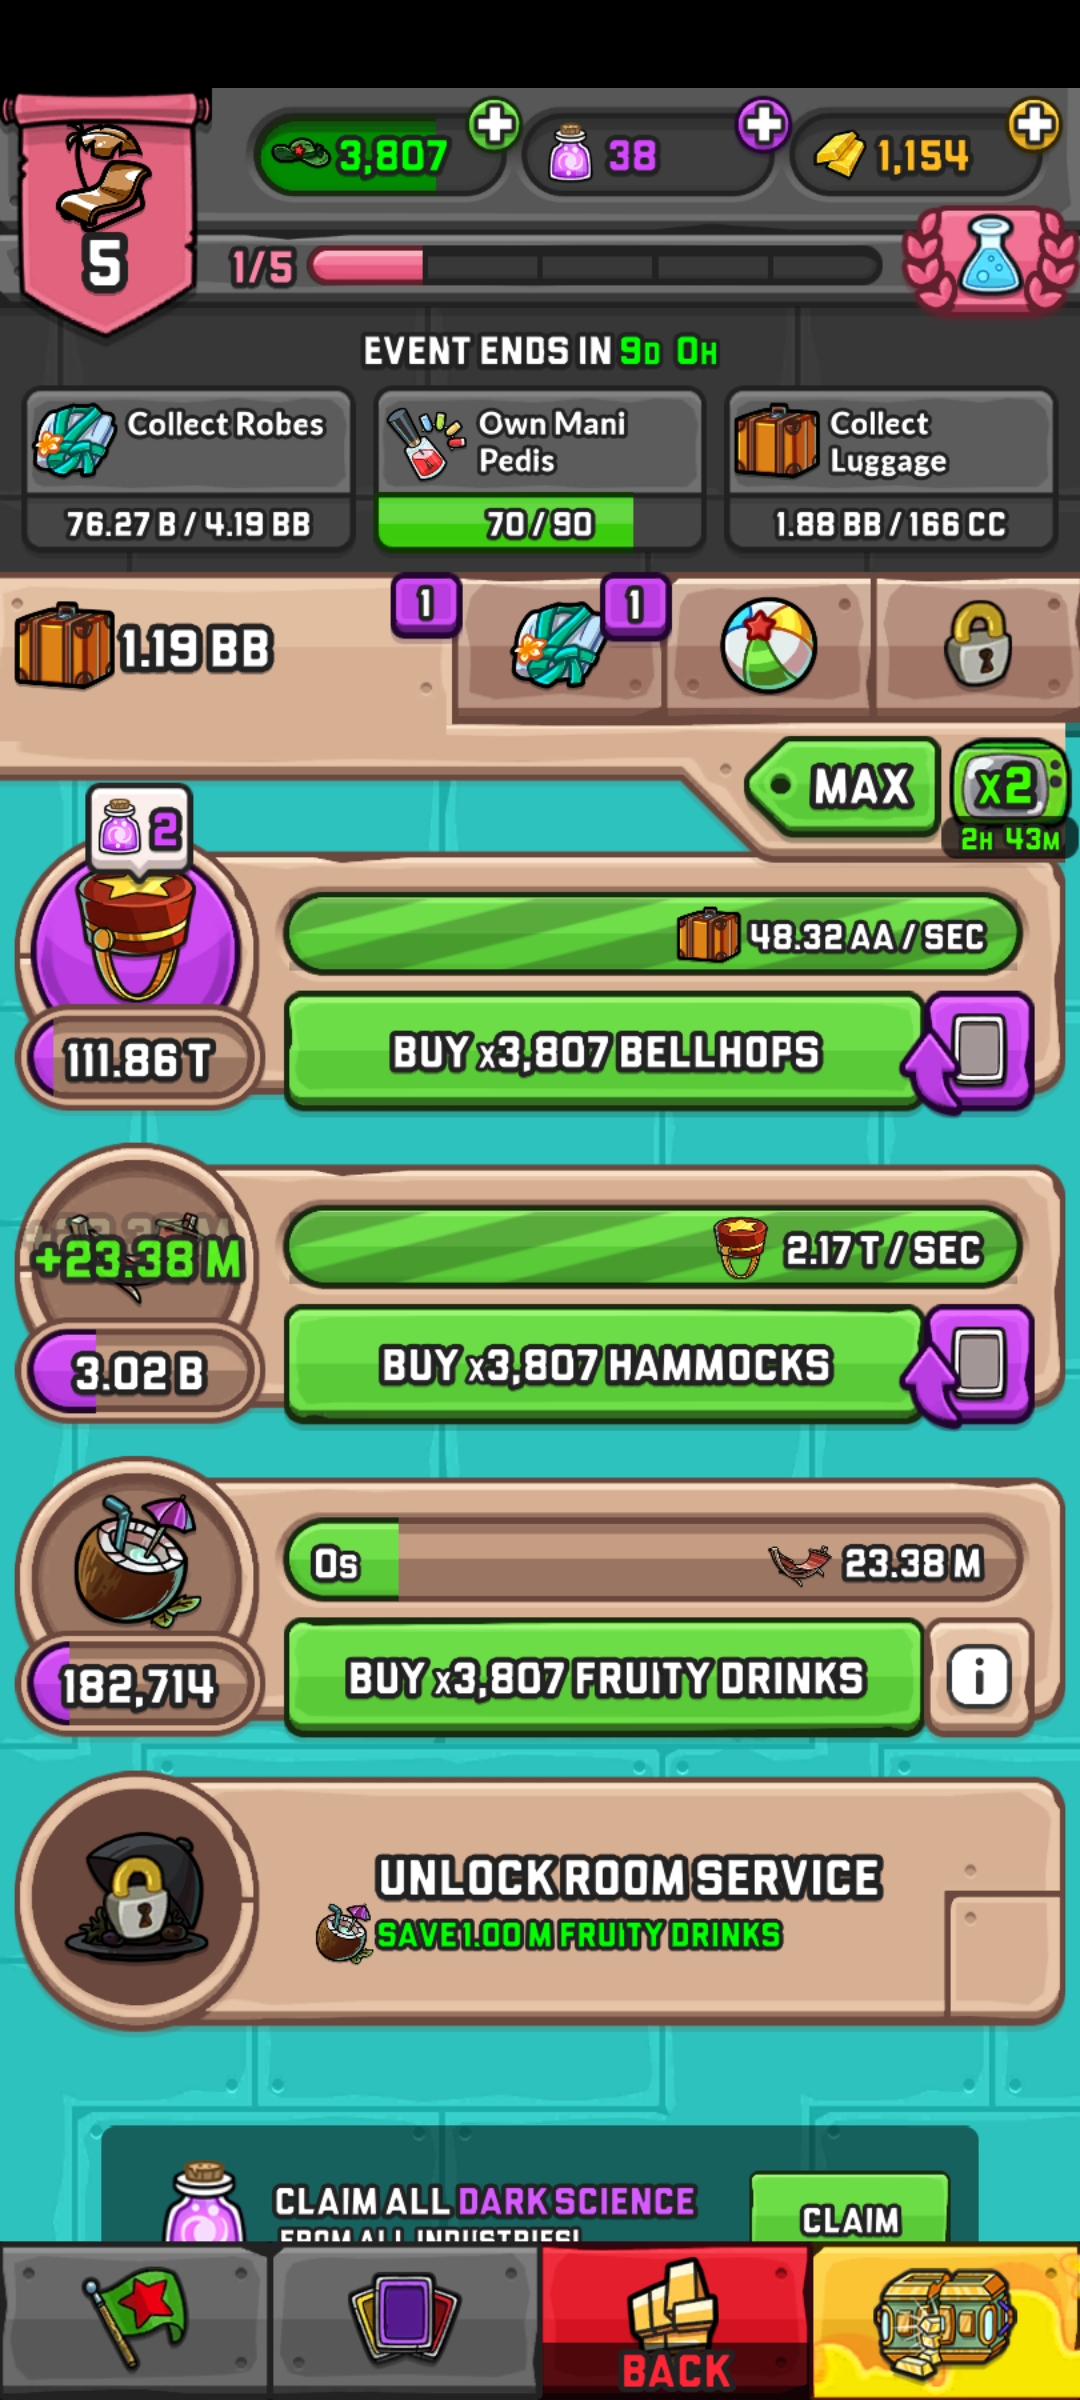 3,807
38
1,154
5
1/5
EVENT ENDS IN 9D 0H
Collect Robes
76.27 B / 4.19 BB
Own Mani
Pedis
70 / 90
Collect
Luggage
1.88 BB / 166 CC
1.19 BB
1
1
MAX
x2
2H 43M
2
48.32 AA / SEC
111.86 T
BUY x3,807 BELLHOPS
+23.38 M
2.17 T / SEC
3.02 B
BUY x3,807 HAMMOCKS
0s
23.38 M
182,714
BUY x3,807 FRUITY DRINKS
i
UNLOCK ROOM SERVICE
SAVE 1.00 M FRUITY DRINKS
CLAIM ALL DARK SCIENCE
FROM ALL INDUSTRIES!
CLAIM
BACK